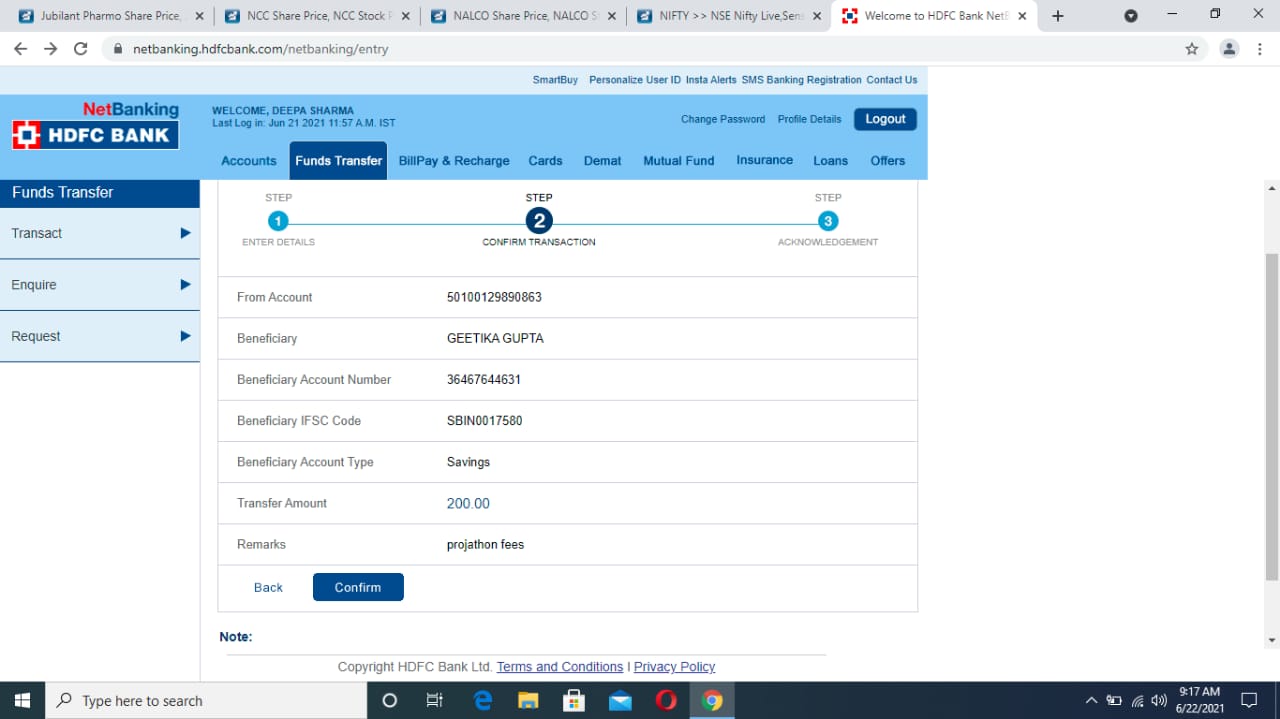 Jubilant Pharmo Share Price,
NCC Share Price, NCC Stock P
NALCO Share Price, NALCO S
NIFTY >> NSE Nifty Live,Sens
Welcome to HDFC Bank NetB
netbanking.hdfcbank.com/netbanking/entry
SmartBuy Personalize User ID Insta Alerts SMS Banking Registration Contact Us
NetBanking
HDFC BANK
WELCOME, DEEPA SHARMA
Last Log in: Jun 21 2021 11:57 A.M. IST
Change Password Profile Details Logout
Accounts Funds Transfer BillPay & Recharge Cards Demat Mutual Fund Insurance Loans Offers
Funds Transfer
Transact
Enquire
Request
STEP STEP STEP
1 2 3
ENTER DETAILS CONFIRM TRANSACTION ACKNOWLEDGEMENT
From Account 50100129890863
Beneficiary GEETIKA GUPTA
Beneficiary Account Number 36467644631
Beneficiary IFSC Code SBIN0017580
Beneficiary Account Type Savings
Transfer Amount 200.00
Remarks projathon fees
Back Confirm
Note:
Copyright HDFC Bank Ltd. Terms and Conditions I Privacy Policy
Type here to search
9:17 AM
6/22/2021